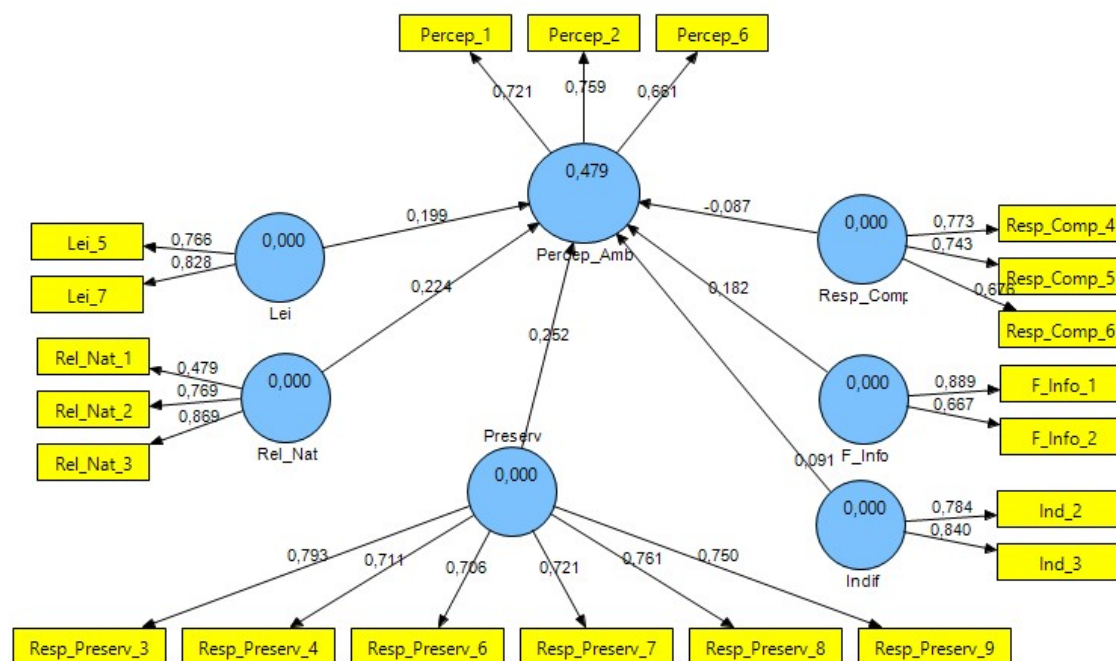 Percep_1
Percep_2
Percep_6
0,721
0,759
0,661
0,479
Percep_Amb
Lei_5
Lei_7
0,766
0,828
0,000
Lei
0,199
-0,087
0,000
Resp_Comp
0,773
0,743
0,676
Resp_Comp_4
Resp_Comp_5
Resp_Comp_6
Rel_Nat_1
Rel_Nat_2
Rel_Nat_3
0,479
0,769
0,869
0,000
Rel_Nat
0,224
0,252
0,182
0,000
F_Info
0,889
0,667
F_Info_1
F_Info_2
Preserv
0,000
0,091
0,000
Indif
0,784
0,840
Ind_2
Ind_3
0,793
0,711
0,706
0,721
0,761
0,750
Resp_Preserv_3
Resp_Preserv_4
Resp_Preserv_6
Resp_Preserv_7
Resp_Preserv_8
Resp_Preserv_9